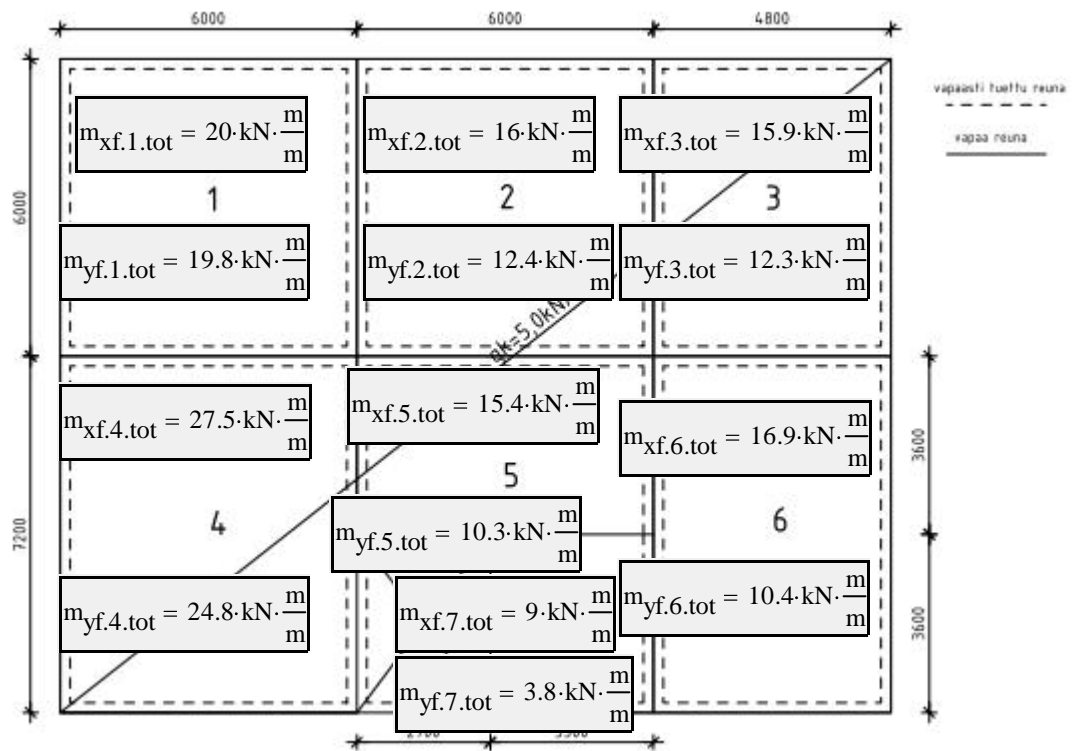 6000 6000 4800
vapaasti tuettu reuna
vapaa reuna
m_xf.1.tot = 20·kN·m/m m_xf.2.tot = 16·kN·m/m m_xf.3.tot = 15.9·kN·m/m
1 2 3
6000
m_yf.1.tot = 19.8·kN·m/m m_yf.2.tot = 12.4·kN·m/m m_yf.3.tot = 12.3·kN·m/m
qk=5,0kN/
m_xf.4.tot = 27.5·kN·m/m m_xf.5.tot = 15.4·kN·m/m m_xf.6.tot = 16.9·kN·m/m
3600
5
4 6
7200
m_yf.5.tot = 10.3·kN·m/m
m_yf.4.tot = 24.8·kN·m/m m_xf.7.tot = 9·kN·m/m m_yf.6.tot = 10.4·kN·m/m
3600
m_yf.7.tot = 3.8·kN·m/m